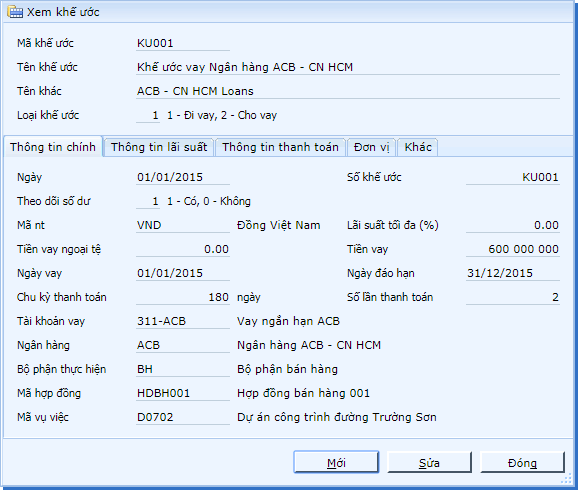 Xem khế ước
Mã khế ước KU001
Tên khế ước Khế ước vay Ngân hàng ACB - CN HCM
Tên khác ACB - CN HCM Loans
Loại khế ước 1 1 - Đi vay, 2 - Cho vay
Thông tin chính Thông tin lãi suất Thông tin thanh toán Đơn vị Khác
Ngày 01/01/2015 Số khế ước KU001
Theo dõi số dư 1 1 - Có, 0 - Không
Mã nt VND Đồng Việt Nam Lãi suất tối đa (%) 0.00
Tiền vay ngoại tệ 0.00 Tiền vay 600 000 000
Ngày vay 01/01/2015 Ngày đáo hạn 31/12/2015
Chu kỳ thanh toán 180 ngày Số lần thanh toán 2
Tài khoản vay 311-ACB Vay ngắn hạn ACB
Ngân hàng ACB Ngân hàng ACB - CN HCM
Bộ phận thực hiện BH Bộ phận bán hàng
Mã hợp đồng HDBH001 Hợp đồng bán hàng 001
Mã vụ việc D0702 Dự án công trình đường Trường Sơn
Mới Sửa Đóng